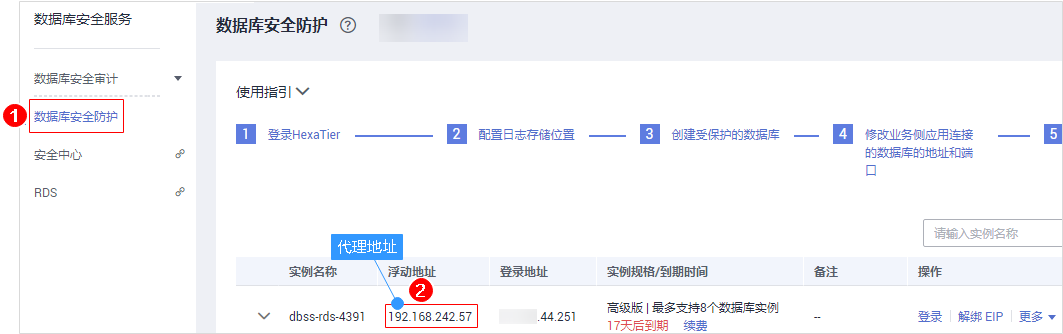 数据库安全服务
数据库安全审计
1
数据库安全防护
安全中心
RDS
数据库安全防护 ?
使用指引
1 登录HexaTier
2 配置日志存储位置
3 创建受保护的数据库
4 修改业务侧应用连接
的数据库的地址和端
口
5
请输入实例名称
代理地址
实例名称 浮动地址 登录地址 实例规格/到期时间 备注 操作
2
dbss-rds-4391 192.168.242.57 .44.251 高级版 | 最多支持8个数据库实例 -- 登录 解绑 EIP 更多
17天后到期 续费